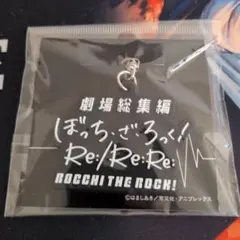 劇場総集編
ぼっち・ざ・ろっく!
Re:/Re:Re:
BOCCHI THE ROCK!
©はまじあき/芳文社・アニプレックス